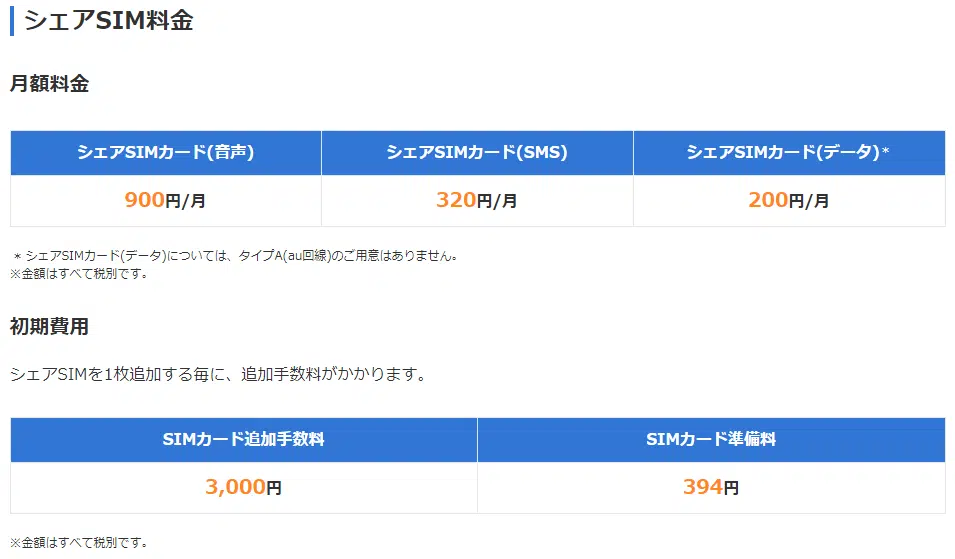 シェアSIM料金
月額料金
シェアSIMカード(音声) シェアSIMカード(SMS) シェアSIMカード(データ)*
900円/月 320円/月 200円/月
* シェアSIMカード(データ)については、タイプA(au回線)のご用意はありません。
※金額はすべて税別です。
初期費用
シェアSIMを1枚追加する毎に、追加手数料がかかります。
SIMカード追加手数料 SIMカード準備料
3,000円 394円
※金額はすべて税別です。